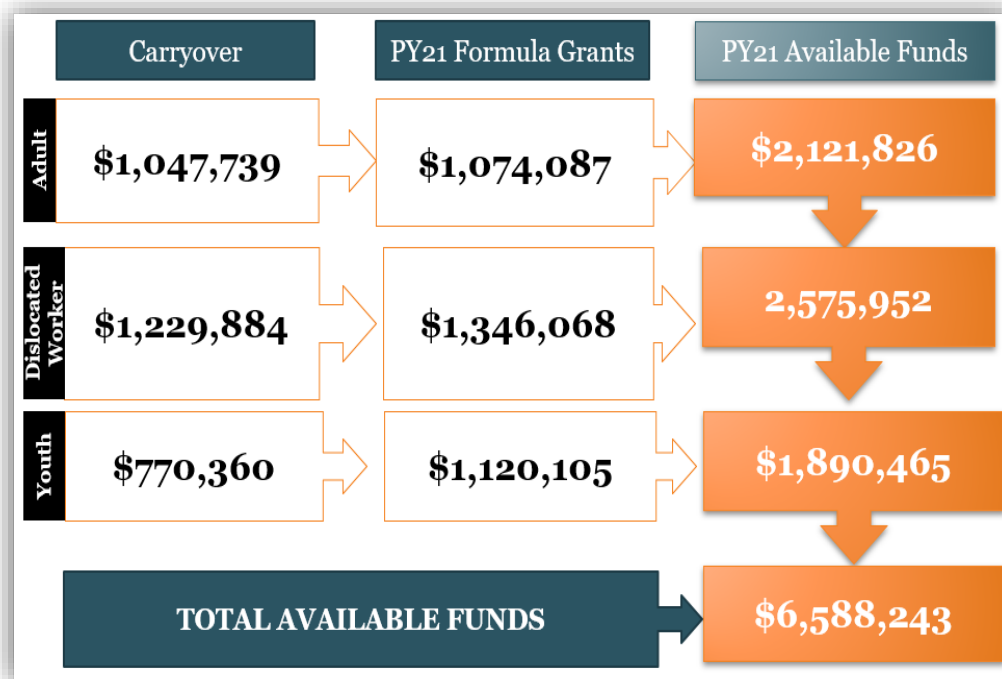 Carryover
PY21 Formula Grants
PY21 Available Funds
Adult
$1,047,739
$1,074,087
$2,121,826
Dislocated
Worker
$1,229,884
$1,346,068
2,575,952
Youth
$770,360
$1,120,105
$1,890,465
TOTAL AVAILABLE FUNDS
$6,588,243